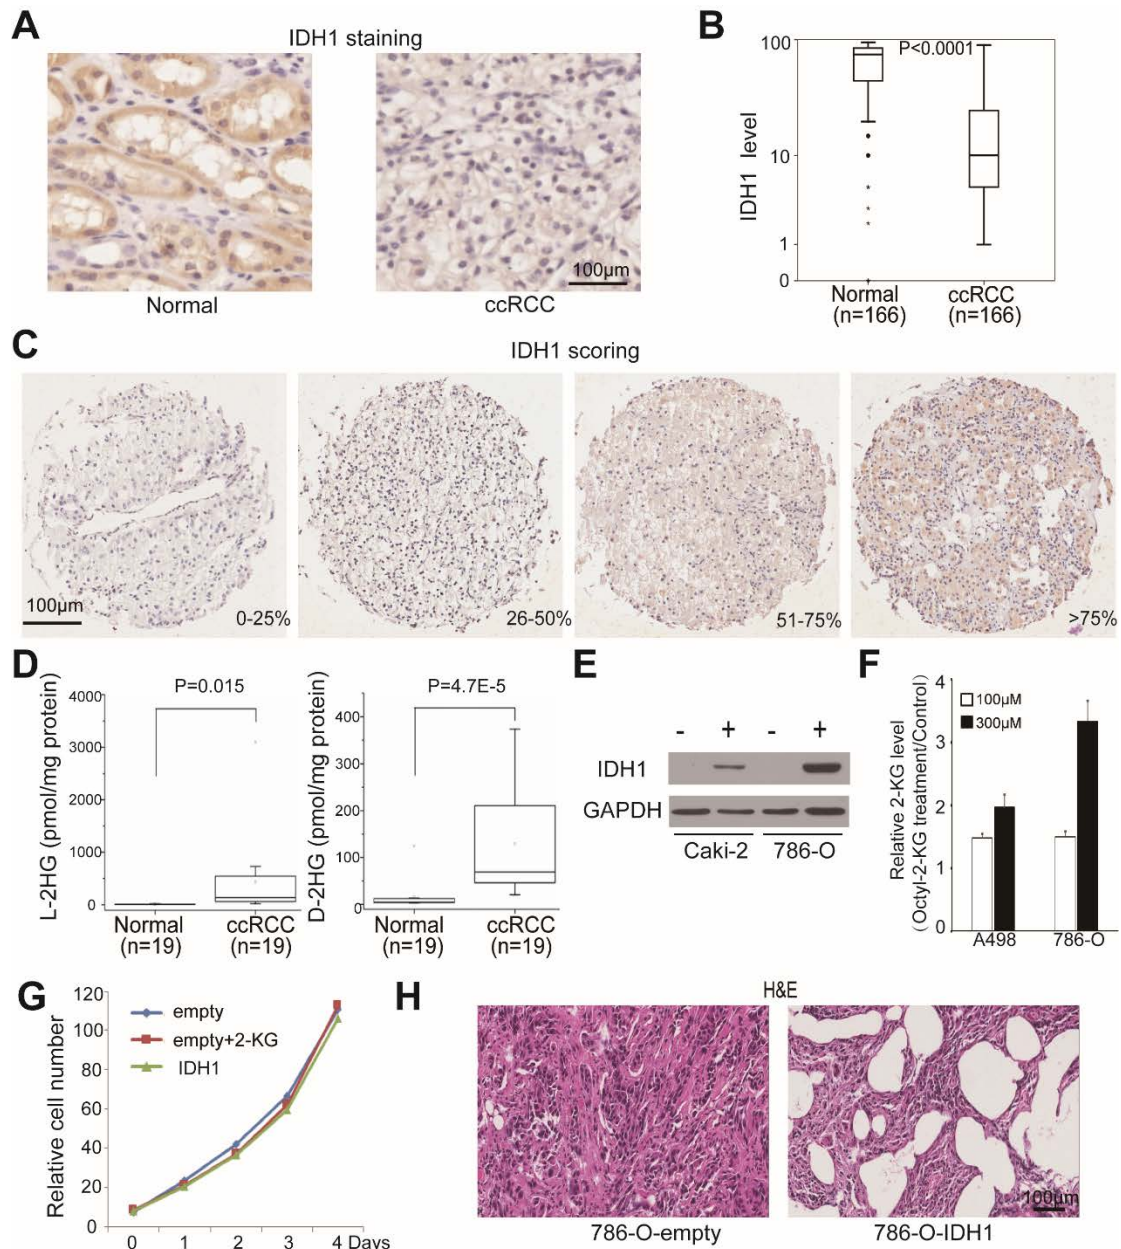 A
IDH1 staining
Normal
ccRCC
100µm
B
P<0.0001
IDH1 level
100
10
1
0
Normal
(n=166)
ccRCC
(n=166)
C
IDH1 scoring
100µm
0-25%
26-50%
51-75%
>75%
D
P=0.015
L-2HG (pmol/mg protein)
4000
3000
2000
1000
0
Normal
(n=19)
ccRCC
(n=19)
P=4.7E-5
D-2HG (pmol/mg protein)
400
300
200
100
0
Normal
(n=19)
ccRCC
(n=19)
E
- + - +
IDH1
GAPDH
Caki-2 786-O
F
Relative 2-KG level
(Octyl-2-KG treatment/Control)
4
3
2
1
0
100µM
300µM
A498 786-O
G
Relative cell number
120
100
80
60
40
20
0
empty
empty+2-KG
IDH1
0 1 2 3 4 Days
H
H&E
100µm
786-O-empty
786-O-IDH1